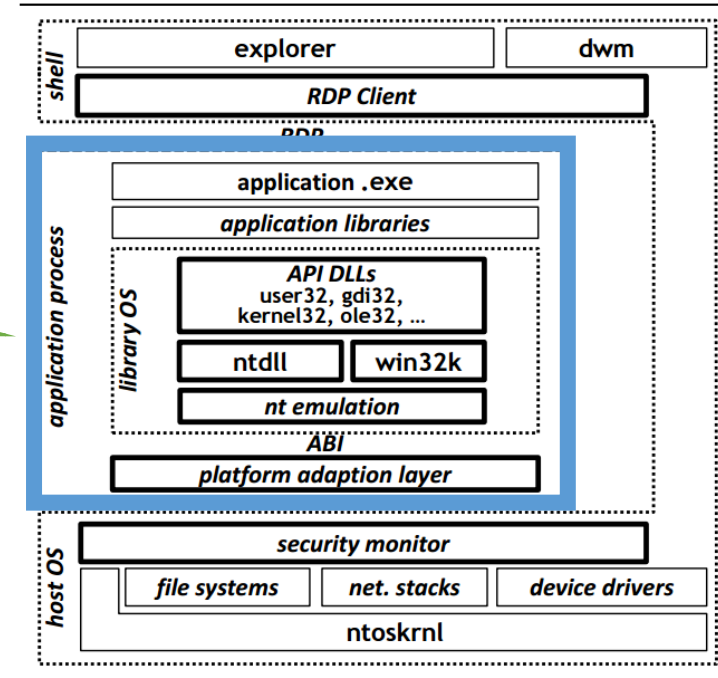 shell
explorer
dwm
RDP Client
RDP
application process
application .exe
application libraries
library OS
API DLLs
user32, gdi32,
kernel32, ole32, ...
ntdll
win32k
nt emulation
ABI
platform adaption layer
host OS
security monitor
file systems
net. stacks
device drivers
ntoskrnl